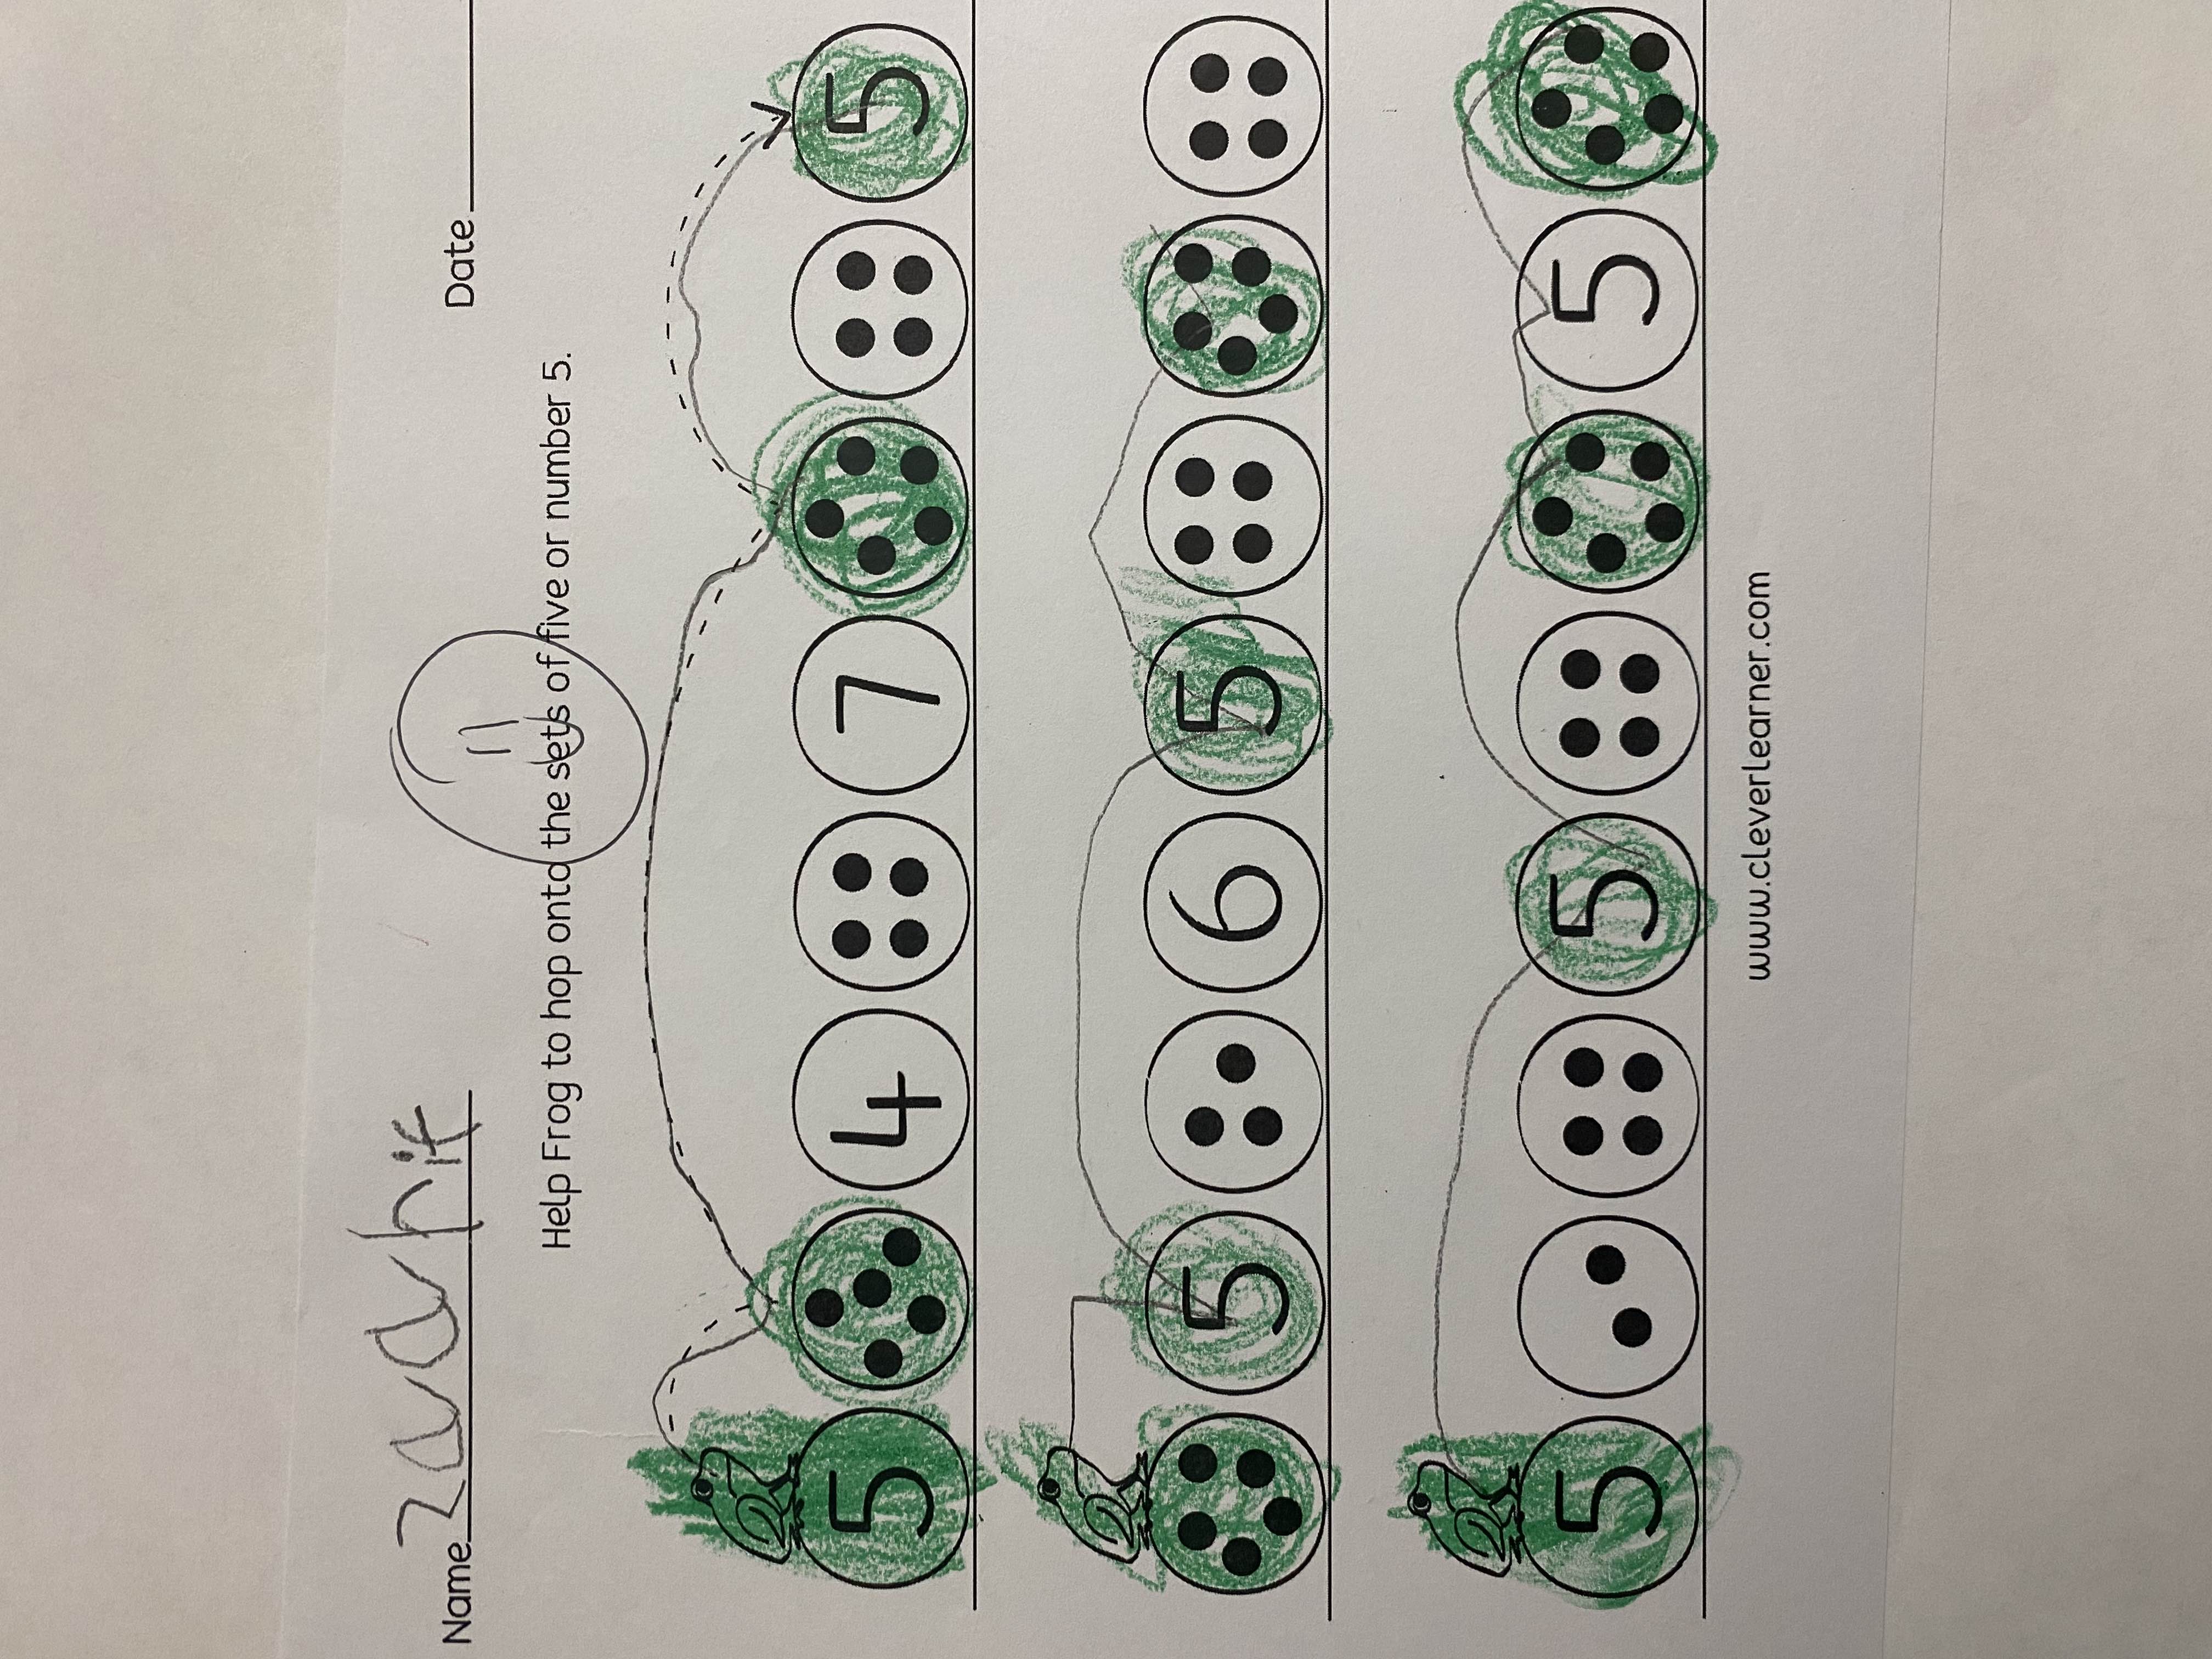 Name Date
Help Frog to hop onto the sets of five or number 5.
5 4 7 5
5 6 5
5 5 5
www.cleverlearner.com